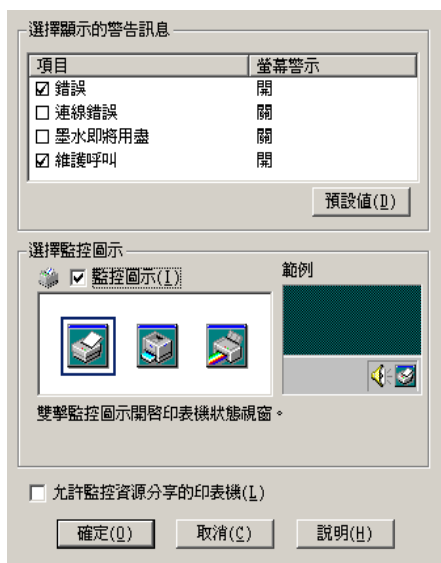 選擇顯示的警告訊息
項目 螢幕警示
錯誤 開
連線錯誤 關
墨水即將用盡 關
維護呼叫 開
預設值(D)
選擇監控圖示
監控圖示(I)
範例
雙擊監控圖示開啓印表機狀態視窗。
允許監控資源分享的印表機(L)
確定(O) 取消(C) 說明(H)